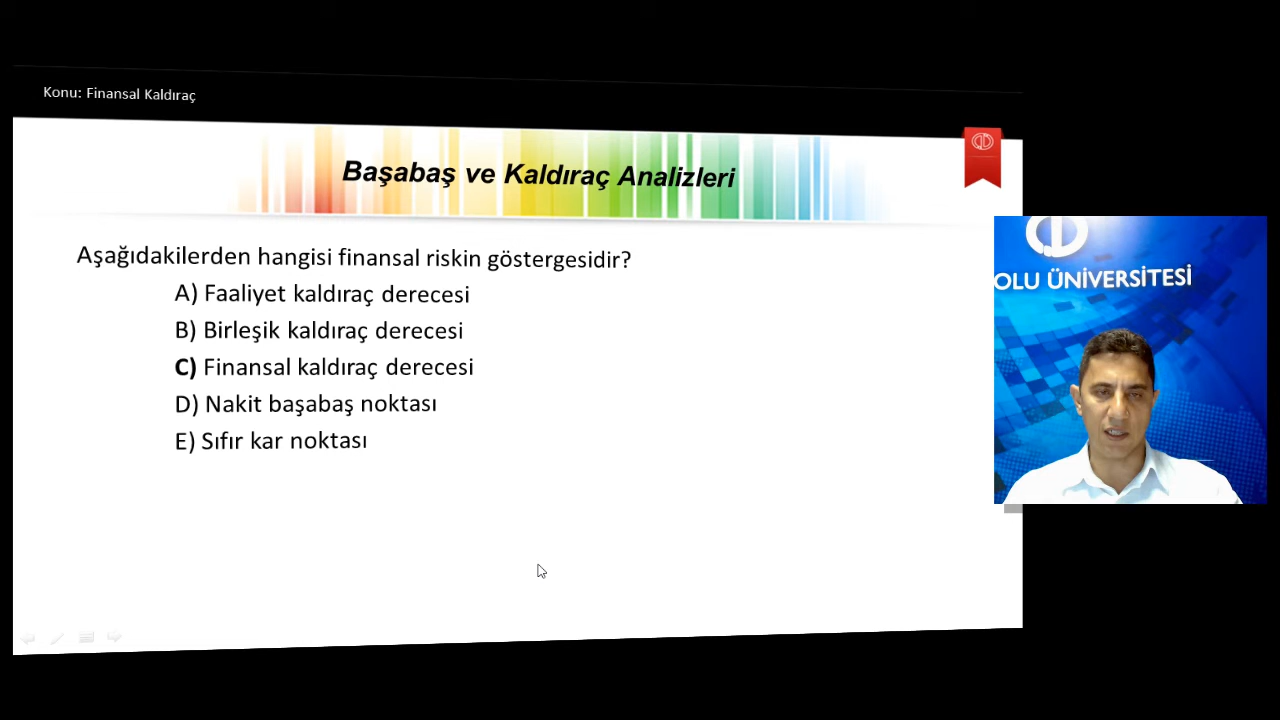 Konu: Finansal Kaldıraç
Başabaş ve Kaldıraç Analizleri
Aşağıdakilerden hangisi finansal riskin göstergesidir?
A) Faaliyet kaldıraç derecesi
B) Birleşik kaldıraç derecesi
C) Finansal kaldıraç derecesi
D) Nakit başabaş noktası
E) Sıfır kar noktası
OLU ÜNİVERSİTESİ